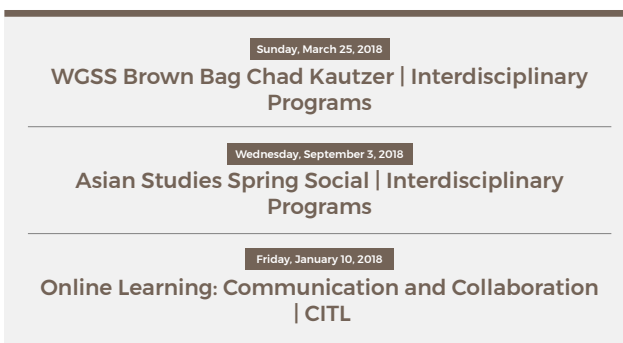 Sunday, March 25, 2018
WGSS Brown Bag Chad Kautzer | Interdisciplinary
Programs
Wednesday, September 3, 2018
Asian Studies Spring Social | Interdisciplinary
Programs
Friday, January 10, 2018
Online Learning: Communication and Collaboration
| CITL